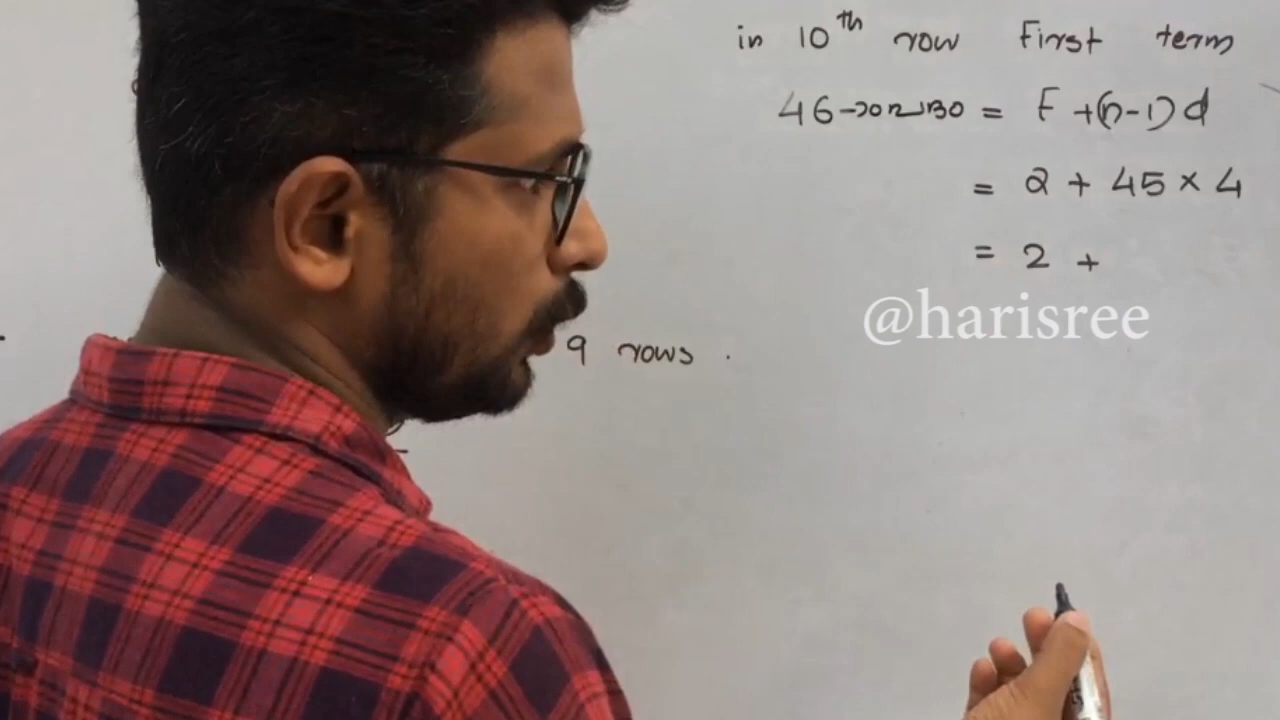 in 10th row First term
46-ാം പദം = F + (n-1) d
= 2 + 45 × 4
= 2 +
@harisree
9 rows .